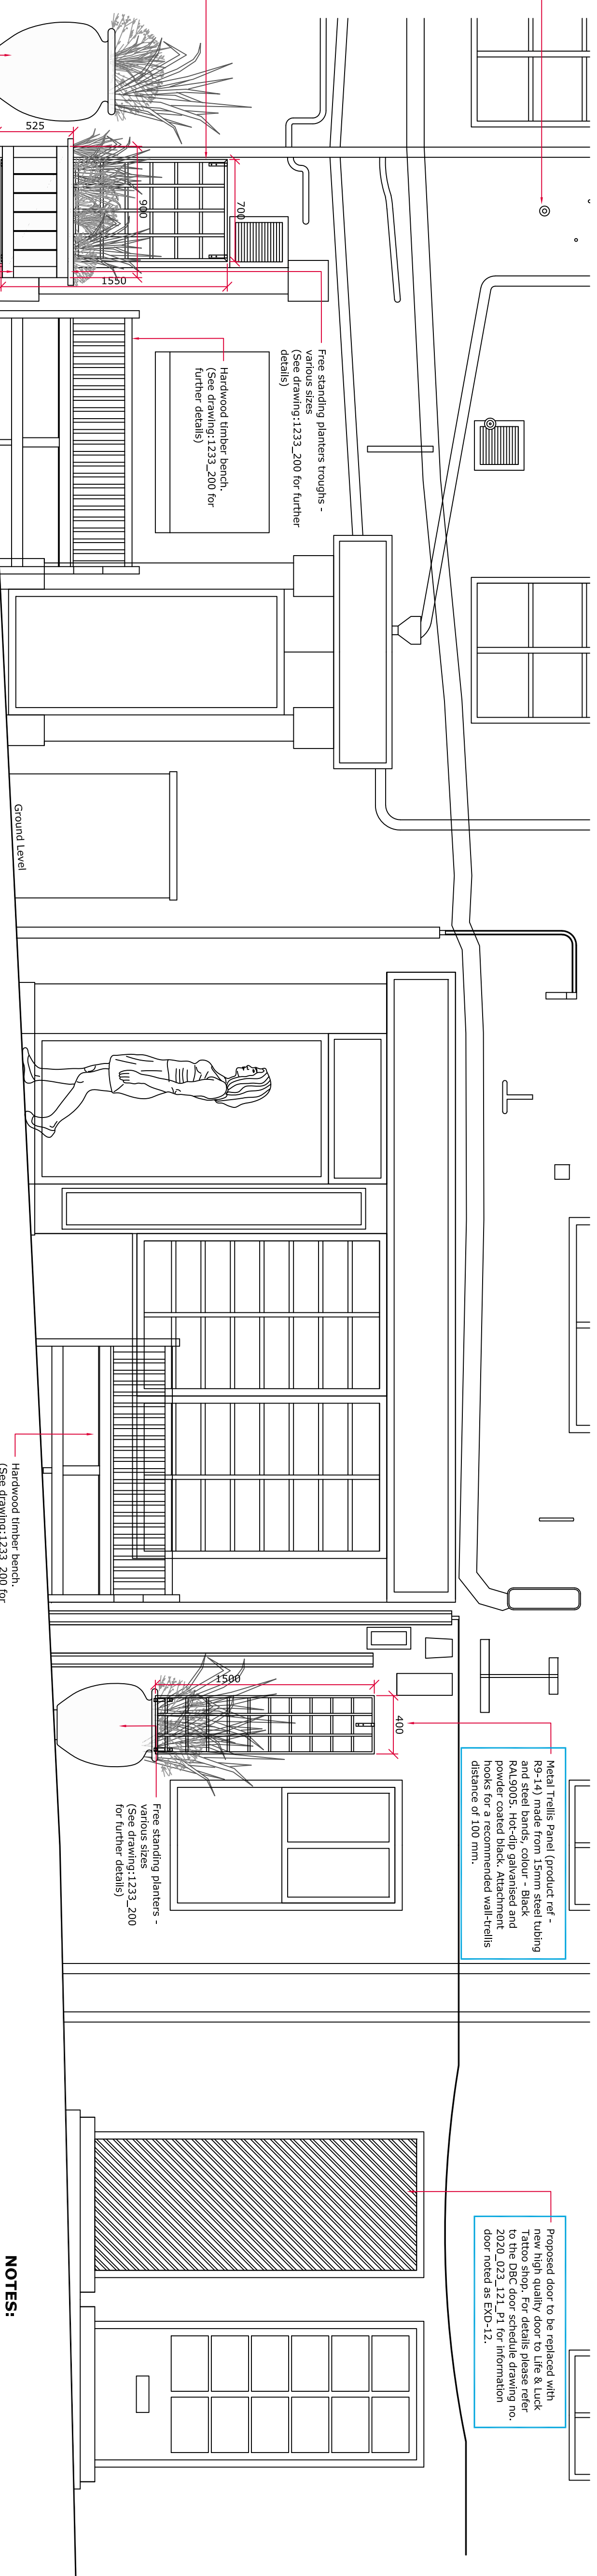 525
900
700
1550
Free standing planters troughs -
various sizes
(See drawing:1233_200 for further
details)
Hardwood timber bench.
(See drawing:1233_200 for
further details)
Ground Level
Hardwood timber bench.
(See drawing:1233_200 for
1500
400
Metal Trellis Panel (product ref -
R9-14) made from 15mm steel tubing
and steel bands, colour - Black
RAL9005. Hot-dip galvanised and
powder coated black. Attachment
hooks for a recommended wall-trellis
distance of 100 mm.
Free standing planters -
various sizes
(See drawing:1233_200
for further details)
Proposed door to be replaced with
new high quality door to Life & Luck
Tattoo shop. For details please refer
to the DBC door schedule drawing no.
2020_023_121_P1 for information
door noted as EXD-12.
NOTES: